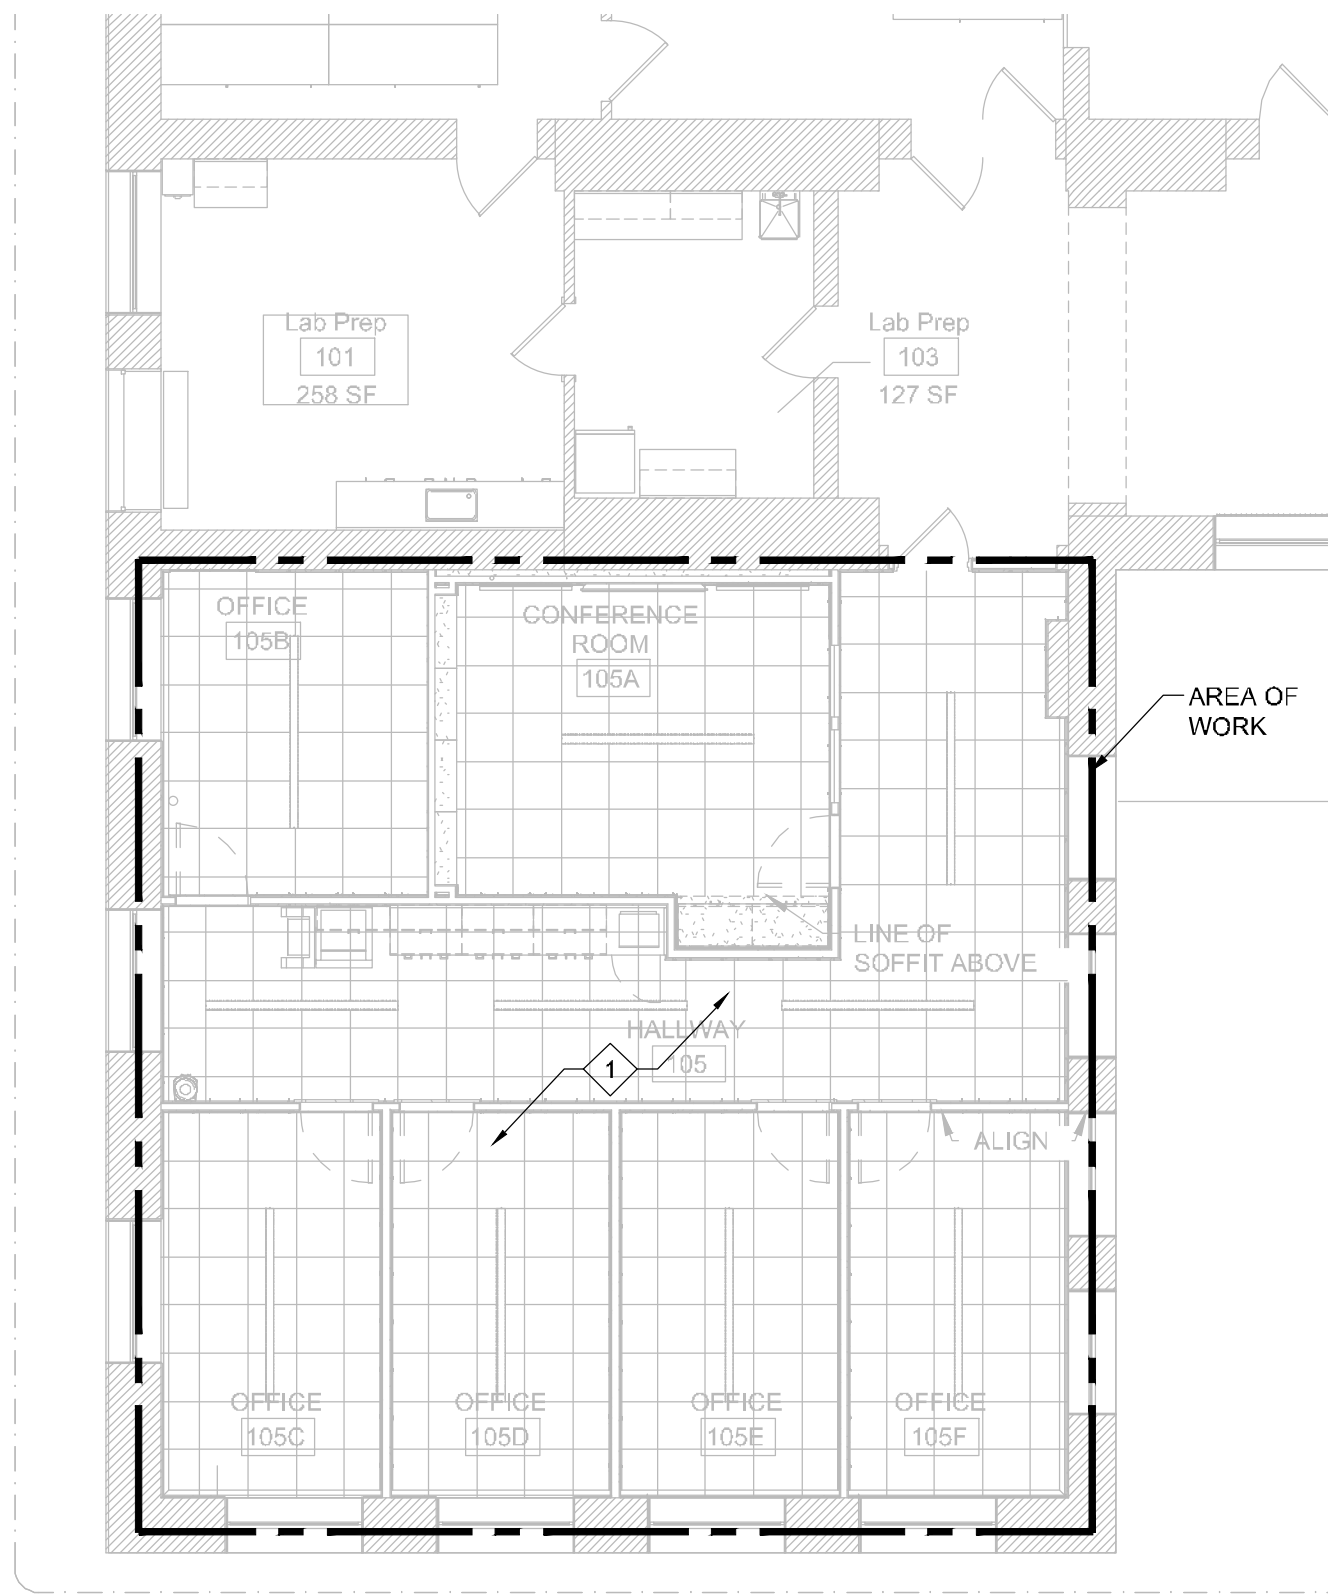 Lab Prep
101
258 SF
Lab Prep
103
127 SF
OFFICE
105B
CONFERENCE
ROOM
105A
AREA OF
WORK
LINE OF
SOFFIT ABOVE
HALLWAY
105
1
ALIGN
OFFICE
105C
OFFICE
105D
OFFICE
105E
OFFICE
105F